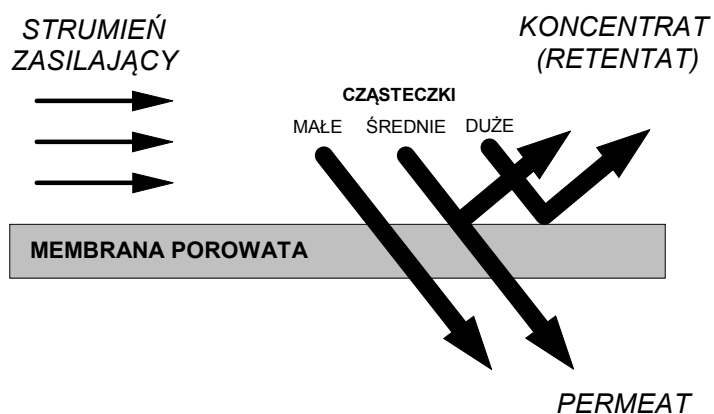 STRUMIEŃ
ZASILAJĄCY
KONCENTRAT
(RETENTAT)
CZĄSTECZKI
MAŁE ŚREDNIE DUŻE
MEMBRANA POROWATA
PERMEAT